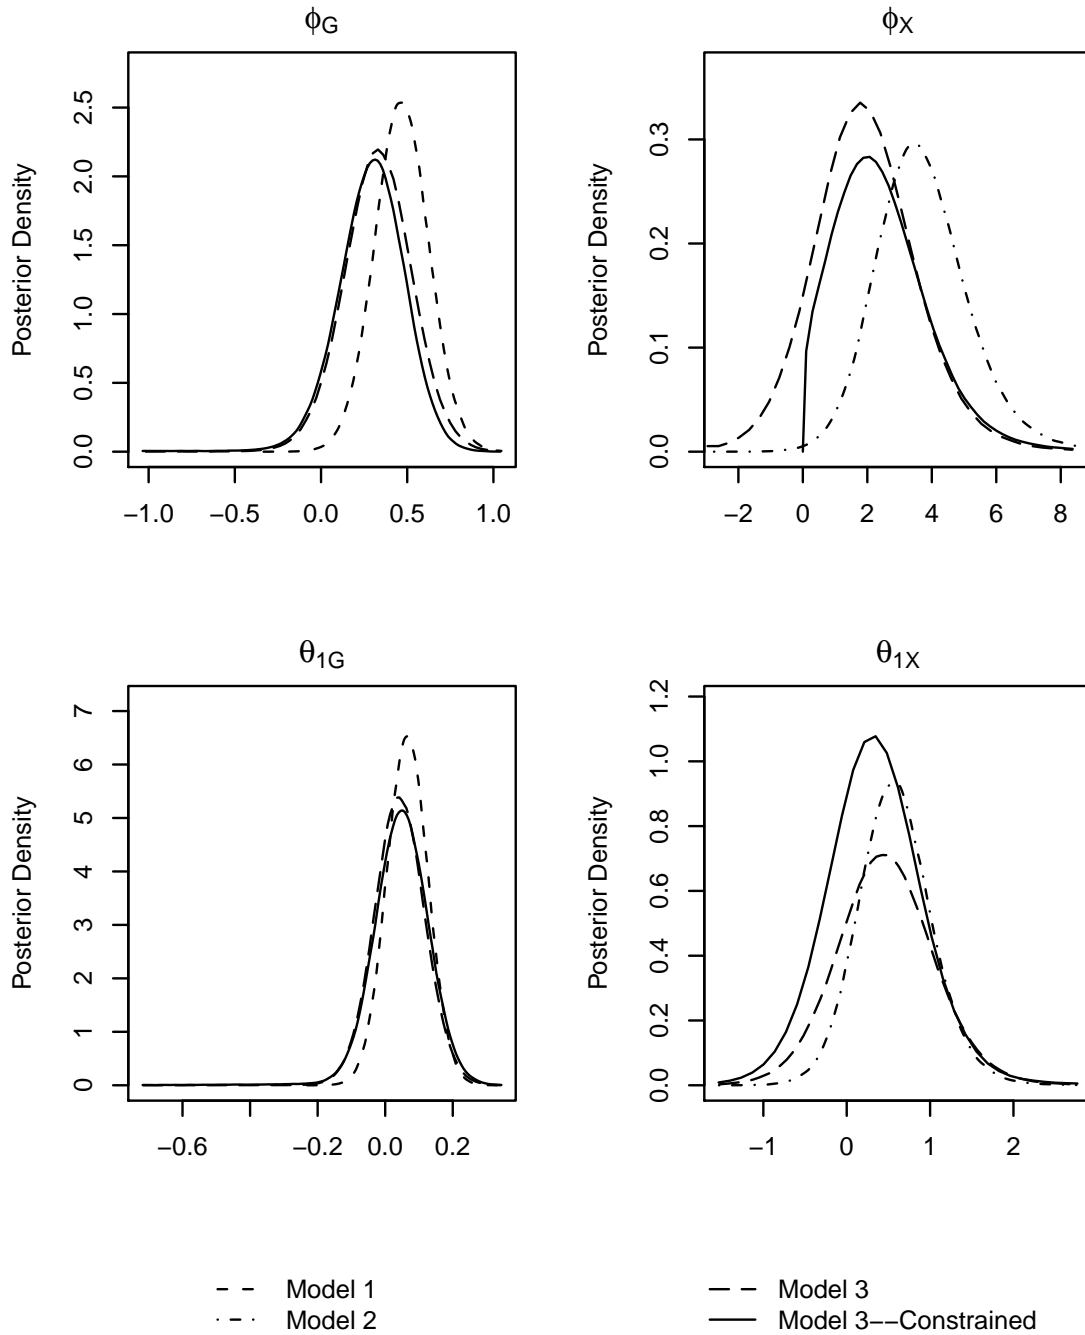 ϕG
Posterior Density
0.0 0.5 1.0 1.5 2.0 2.5
−1.0 −0.5 0.0 0.5 1.0
ϕX
Posterior Density
0.0 0.1 0.2 0.3
−2 0 2 4 6 8
θ1G
Posterior Density
0 1 2 3 4 5 6 7
−0.6 −0.2 0.0 0.2
θ1X
Posterior Density
0.0 0.2 0.4 0.6 0.8 1.0 1.2
−1 0 1 2
Model 1
Model 2
Model 3
Model 3−−Constrained